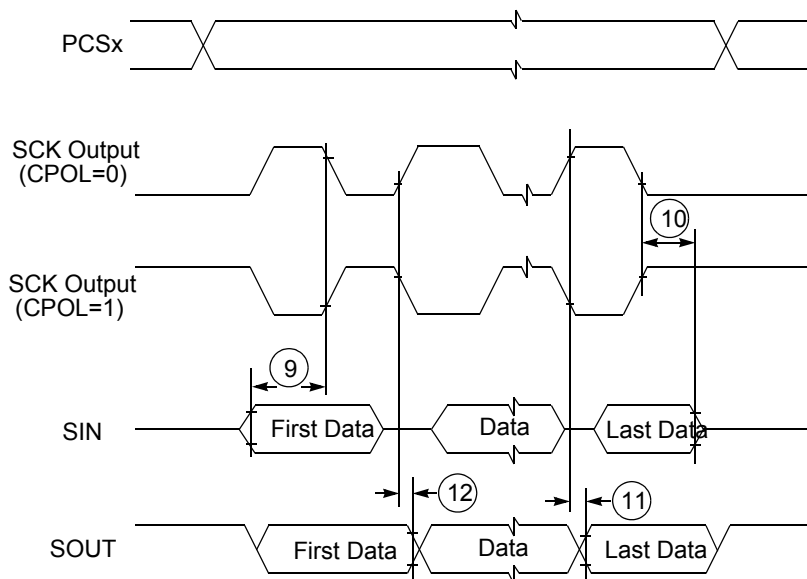 PCSx
SCK Output
(CPOL=0)
10
SCK Output
(CPOL=1)
9
SIN
First Data
Data
Last Data
12
11
SOUT
First Data
Data
Last Data